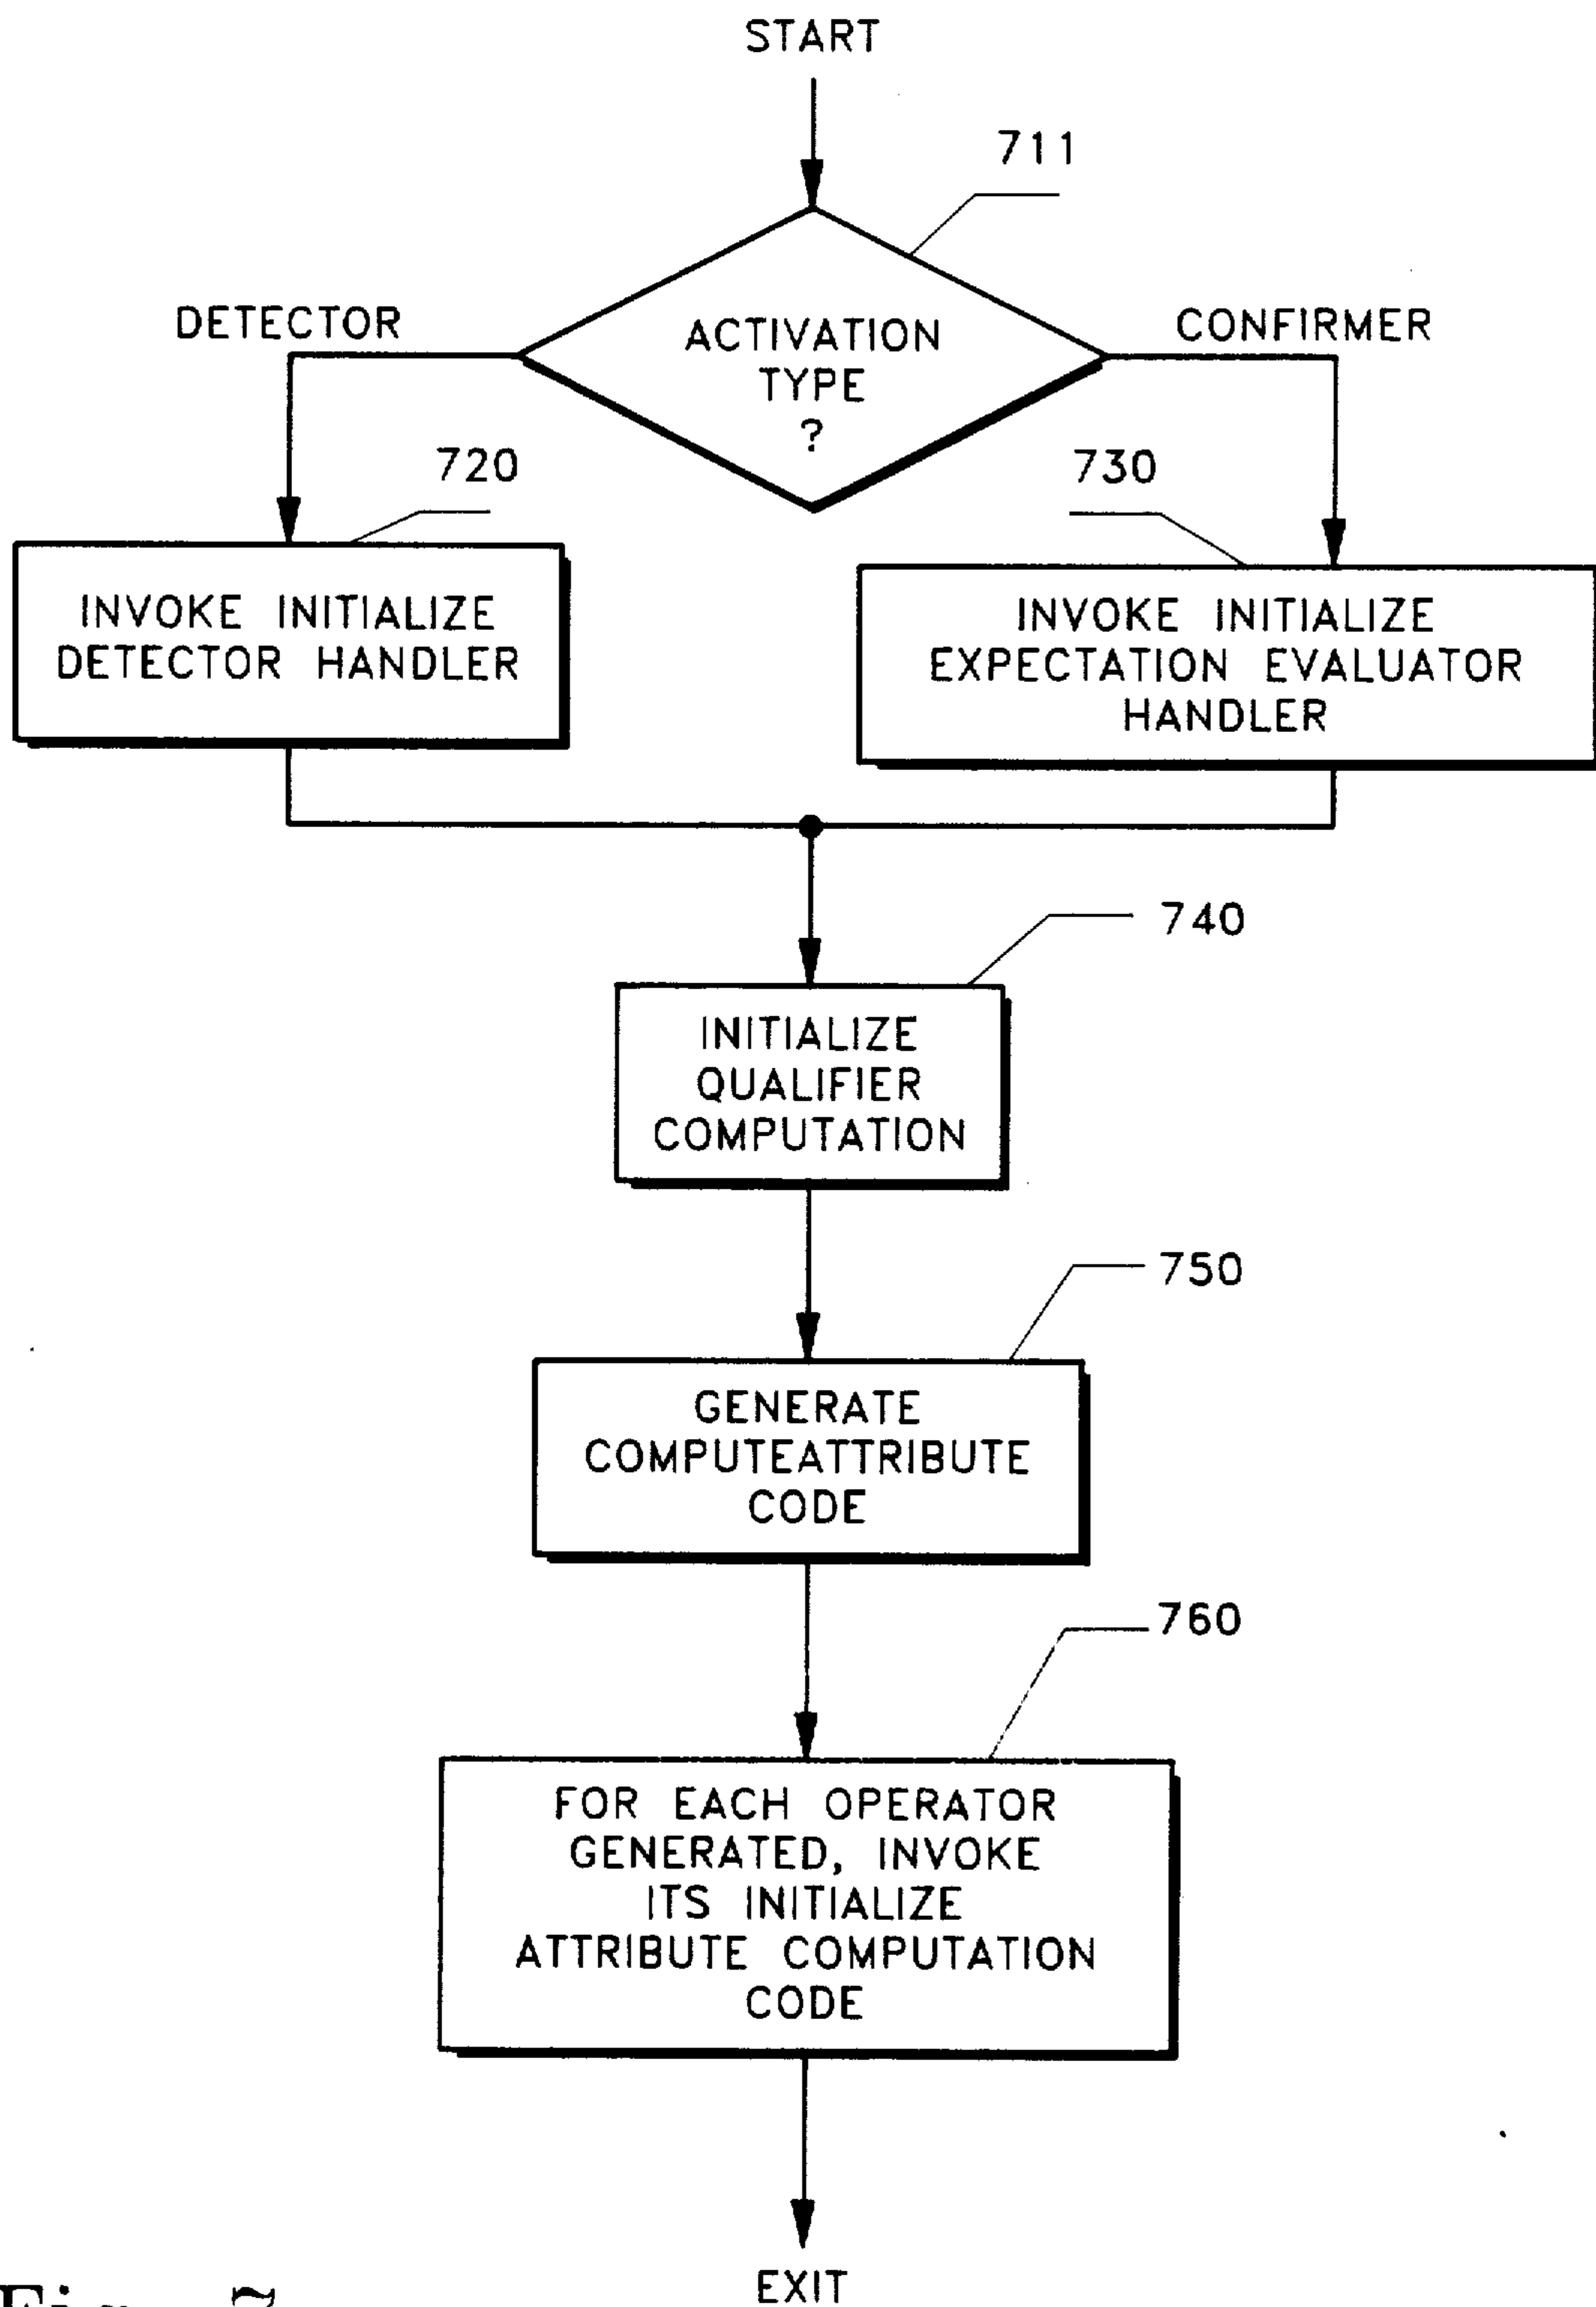 START
711
DETECTOR
CONFIRMER
ACTIVATION
TYPE
?
720
730
INVOKE INITIALIZE
DETECTOR HANDLER
INVOKE INITIALIZE
EXPECTATION EVALUATOR
HANDLER
740
INITIALIZE
QUALIFIER
COMPUTATION
750
GENERATE
COMPUTEATTRIBUTE
CODE
760
FOR EACH OPERATOR
GENERATED, INVOKE
ITS INITIALIZE
ATTRIBUTE COMPUTATION
CODE
EXIT